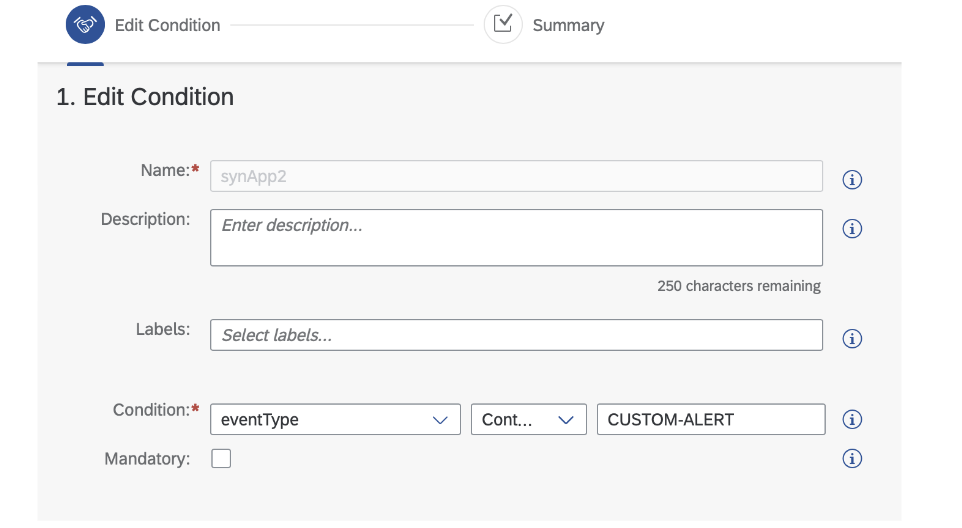 Edit Condition
Summary
1. Edit Condition
Name:*
synApp2
Description:
Enter description...
250 characters remaining
Labels:
Select labels...
Condition:*
eventType
Cont...
CUSTOM-ALERT
Mandatory: